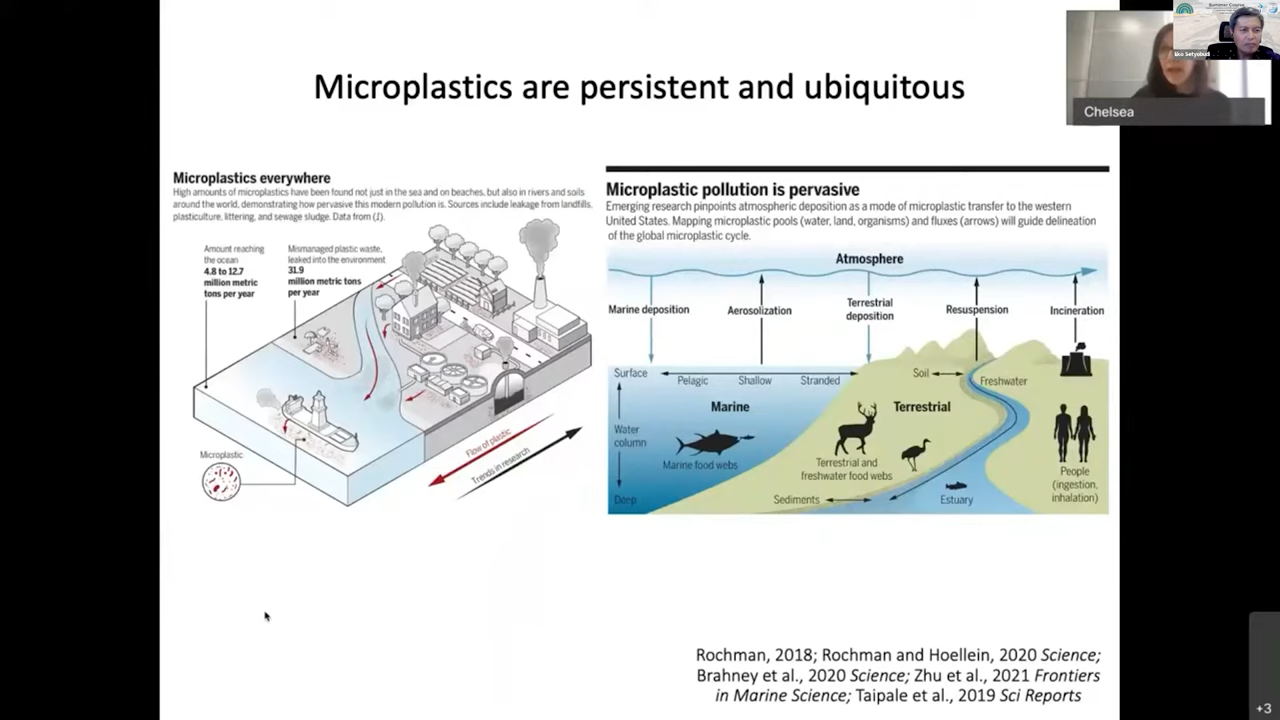 Microplastics are persistent and ubiquitous
Chelsea
Summer Course
Eko Setyobudi
Microplastics everywhere
High amounts of microplastics have been found not just in the sea and on beaches, but also in rivers and soils
around the world, demonstrating how pervasive this modern pollution is. Sources include leakage from landfills,
plasticulture, littering, and sewage sludge. Data from (1).
Amount reaching
the ocean
4.8 to 12.7
million metric
tons per year
Mismanaged plastic waste,
leaked into the environment
31.9
million metric tons
per year
Microplastic
Flow of plastic
Trends in research
Microplastic pollution is pervasive
Emerging research pinpoints atmospheric deposition as a mode of microplastic transfer to the western
United States. Mapping microplastic pools (water, land, organisms) and fluxes (arrows) will guide delineation
of the global microplastic cycle.
Atmosphere
Marine deposition
Aerosolization
Terrestrial
deposition
Resuspension
Incineration
Surface
Pelagic
Shallow
Stranded
Soil
Freshwater
Marine
Terrestrial
Water
column
Marine food webs
Terrestrial and
freshwater food webs
People
(ingestion,
inhalation)
Deep
Sediments
Estuary
Rochman, 2018; Rochman and Hoellein, 2020 Science;
Brahney et al., 2020 Science; Zhu et al., 2021 Frontiers
in Marine Science; Taipale et al., 2019 Sci Reports
+3